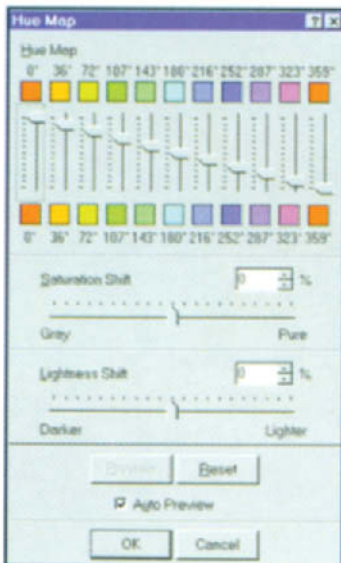 Hue Map
Hue Map
0° 36° 72° 107° 143° 180° 216° 252° 287° 323° 359°
0° 36° 72° 107° 143° 180° 216° 252° 287° 323° 359°
Saturation Shift 0 %
Gray Pure
Lightness Shift 0 %
Darker Lighter
Preview Reset
Auto Preview
OK Cancel